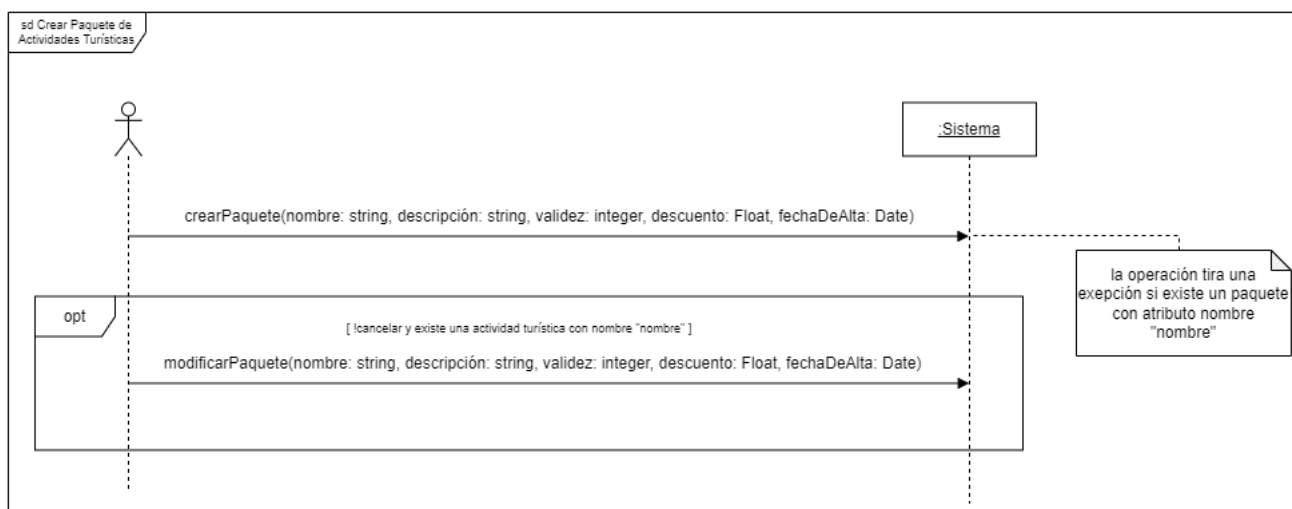 sd Crear Paquete de
Actividades Turísticas
:Sistema
crearPaquete(nombre: string, descripción: string, validez: integer, descuento: Float, fechaDeAlta: Date)
la operación tira una
exepción si existe un paquete
con atributo nombre
"nombre"
opt
[ !cancelar y existe una actividad turística con nombre "nombre" ]
modificarPaquete(nombre: string, descripción: string, validez: integer, descuento: Float, fechaDeAlta: Date)